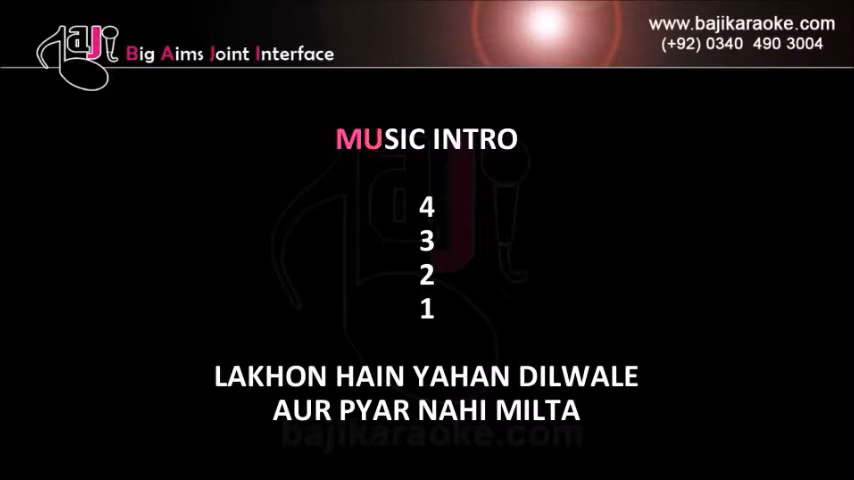 Baji
Big Aims Joint Interface
www.bajikaraoke.com
(+92) 0340 490 3004
MUSIC INTRO
4
3
2
1
LAKHON HAIN YAHAN DILWALE
AUR PYAR NAHI MILTA
bajikaraoke.com